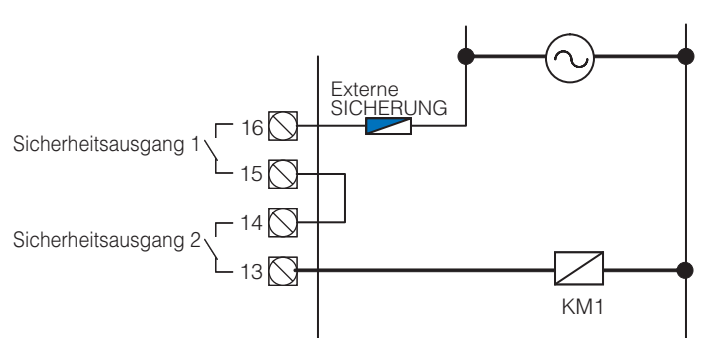 Externe
SICHERUNG
16
Sicherheitsausgang 1
15
14
Sicherheitsausgang 2
13
KM1